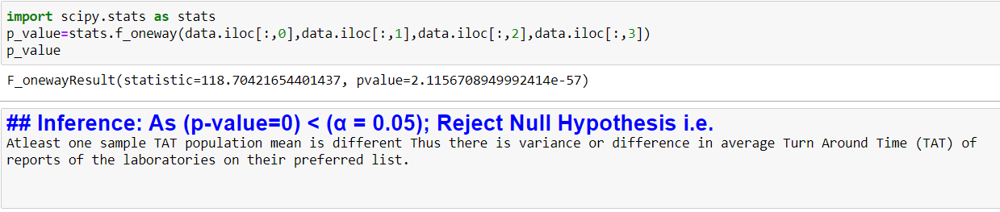 import scipy.stats as stats
p_value=stats.f_oneway(data.iloc[:,0],data.iloc[:,1],data.iloc[:,2],data.iloc[:,3])
p_value
F_onewayResult(statistic=118.70421654401437, pvalue=2.1156708949992414e-57)
## Inference: As (p-value=0) < (α = 0.05); Reject Null Hypothesis i.e.
Atleast one sample TAT population mean is different Thus there is variance or difference in average Turn Around Time (TAT) of
reports of the laboratories on their preferred list.